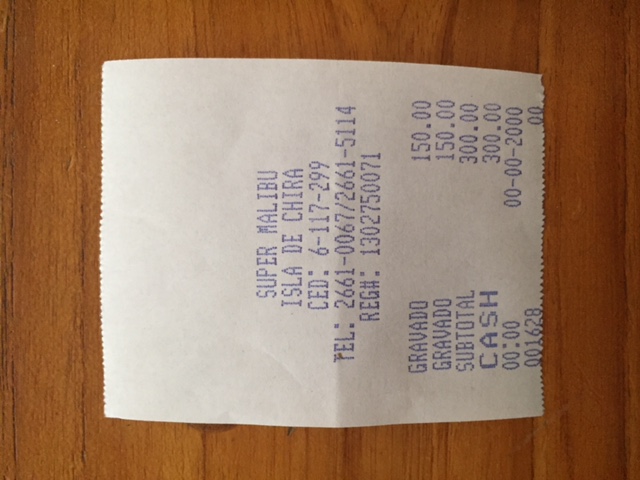 SUPER MALIBU
ISLA DE CHIRA
CED: 6-117-299
TEL: 2661-0067/2661-5114
REG#: 1302750071
GRAVADO 150.00
GRAVADO 150.00
SUBTOTAL 300.00
CASH 300.00
00:00 00-00-2000
001628 00